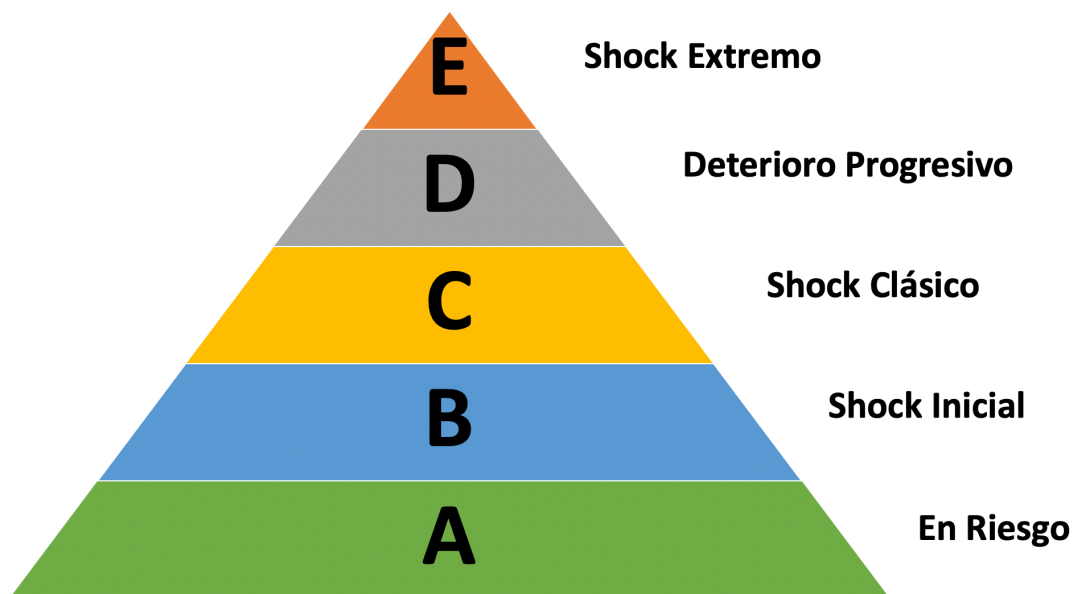 E
Shock Extremo
D
Deterioro Progresivo
C
Shock Clásico
B
Shock Inicial
A
En Riesgo